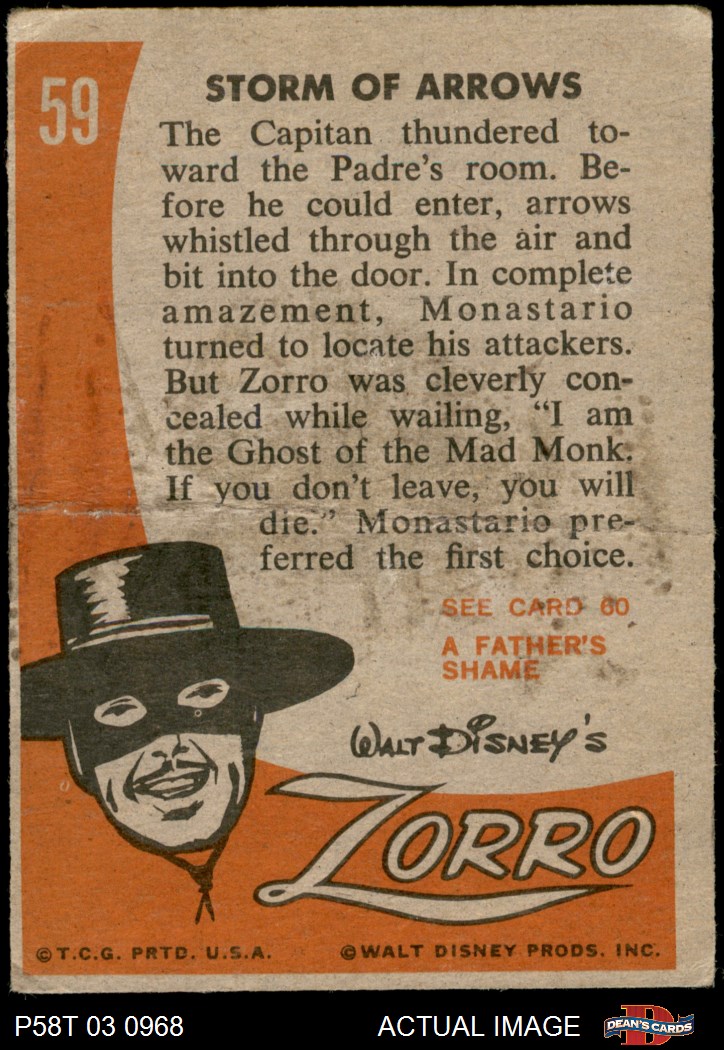 59
STORM OF ARROWS
The Capitan thundered to-
ward the Padre's room. Be-
fore he could enter, arrows
whistled through the air and
bit into the door. In complete
amazement, Monastario
turned to locate his attackers.
But Zorro was cleverly con-
cealed while wailing, "I am
the Ghost of the Mad Monk.
If you don't leave, you will
die." Monastario pre-
ferred the first choice.
SEE CARD 60
A FATHER'S
SHAME
WALT DISNEY'S
ZORRO
©T.C.G. PRTD. U.S.A.
©WALT DISNEY PRODS. INC.
P58T 03 0968
ACTUAL IMAGE
D
DEAN'S CARDS